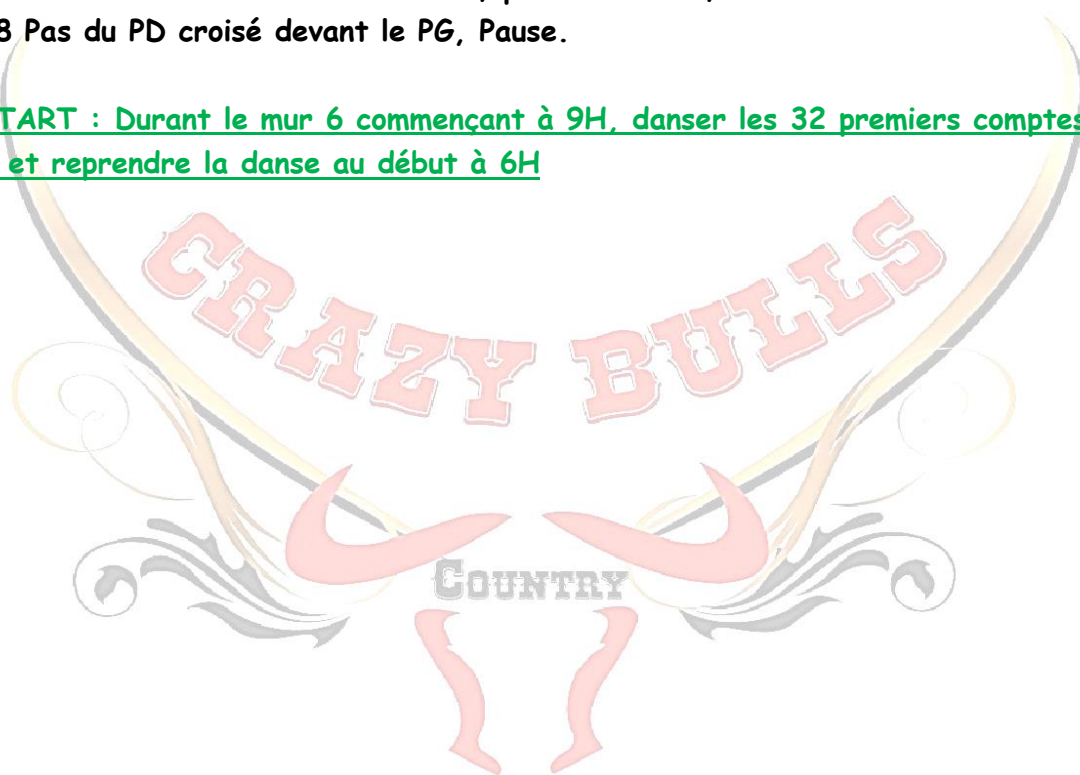 8 Pas du PD croisé devant le PG, Pause.
TART : Durant le mur 6 commençant à 9H, danser les 32 premiers comptes
et reprendre la danse au début à 6H
CRAZY BULLS
COUNTRY